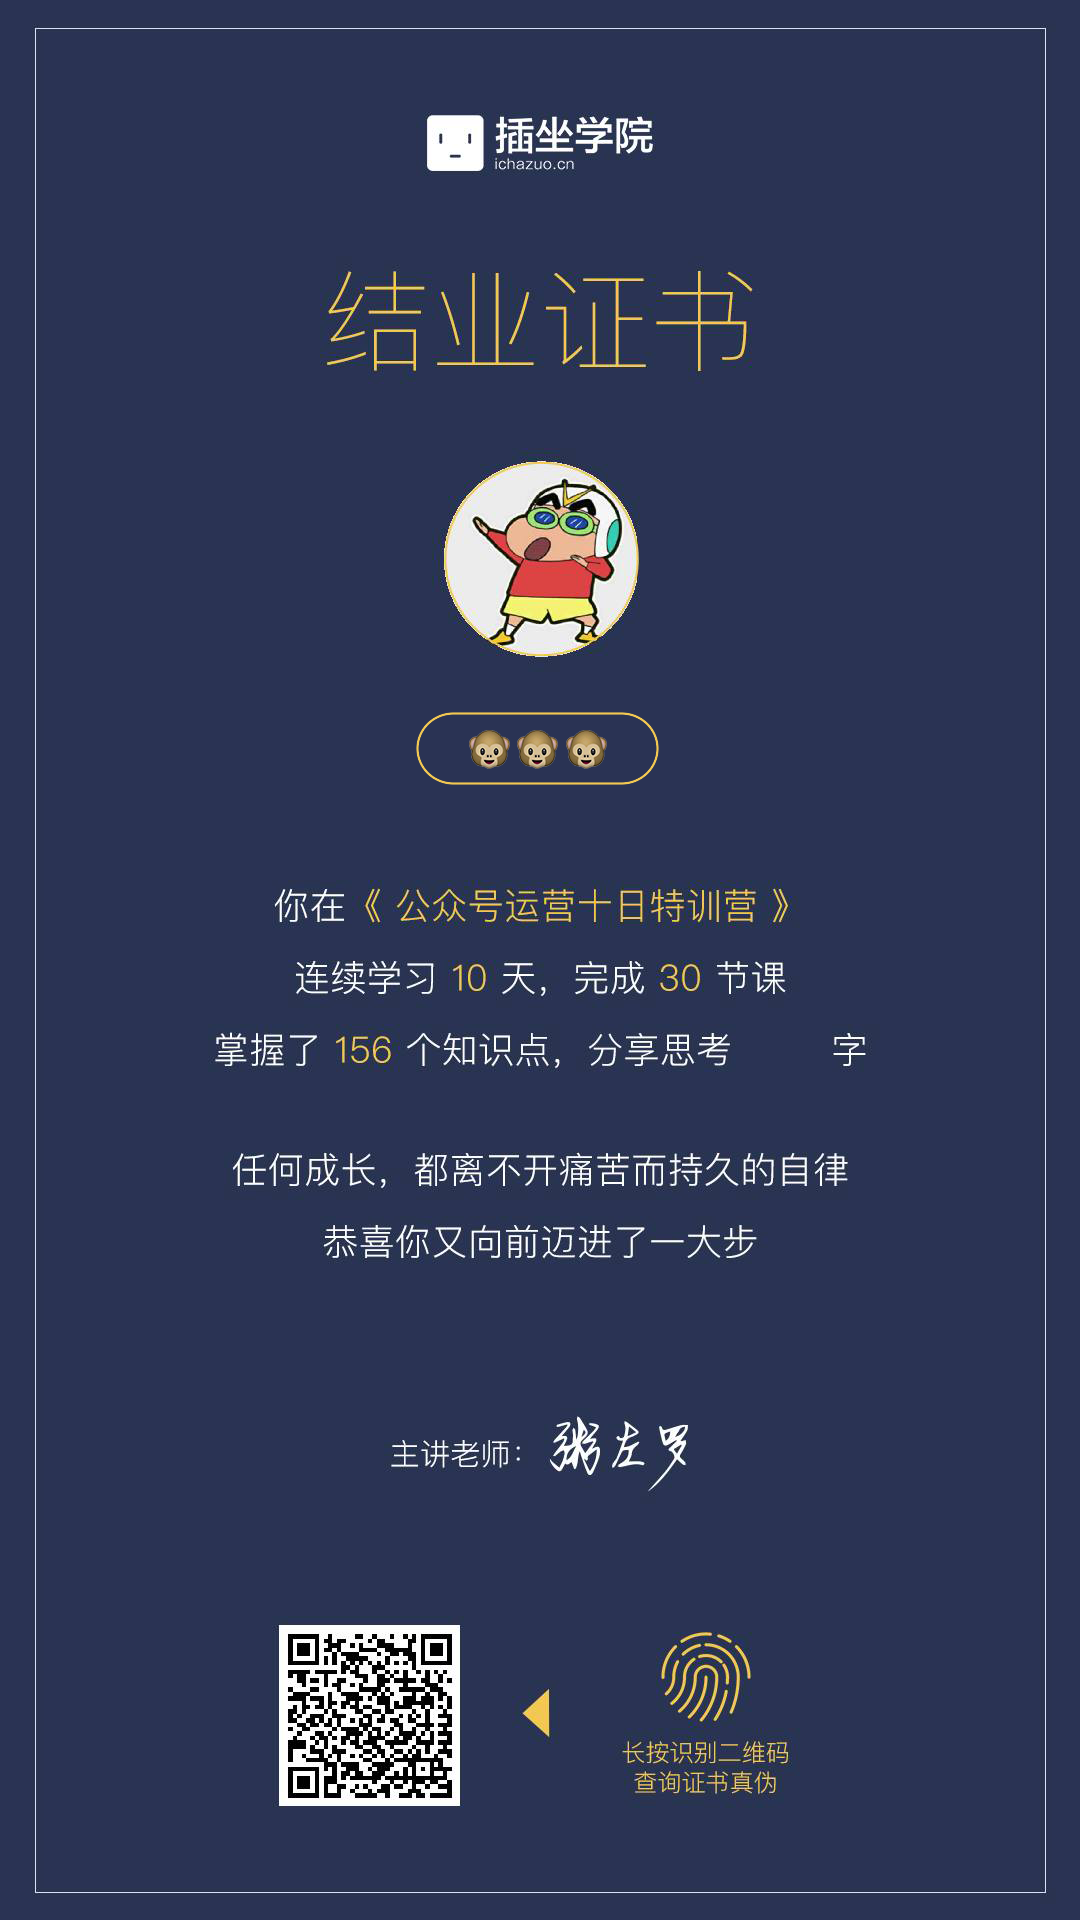 插坐学院
ichazuo.cn
结业证书
🐵🐵🐵
你在《 公众号运营十日特训营 》
连续学习 10 天，完成 30 节课
掌握了 156 个知识点，分享思考 字
任何成长，都离不开痛苦而持久的自律
恭喜你又向前迈进了一大步
主讲老师：粥左罗
长按识别二维码
查询证书真伪